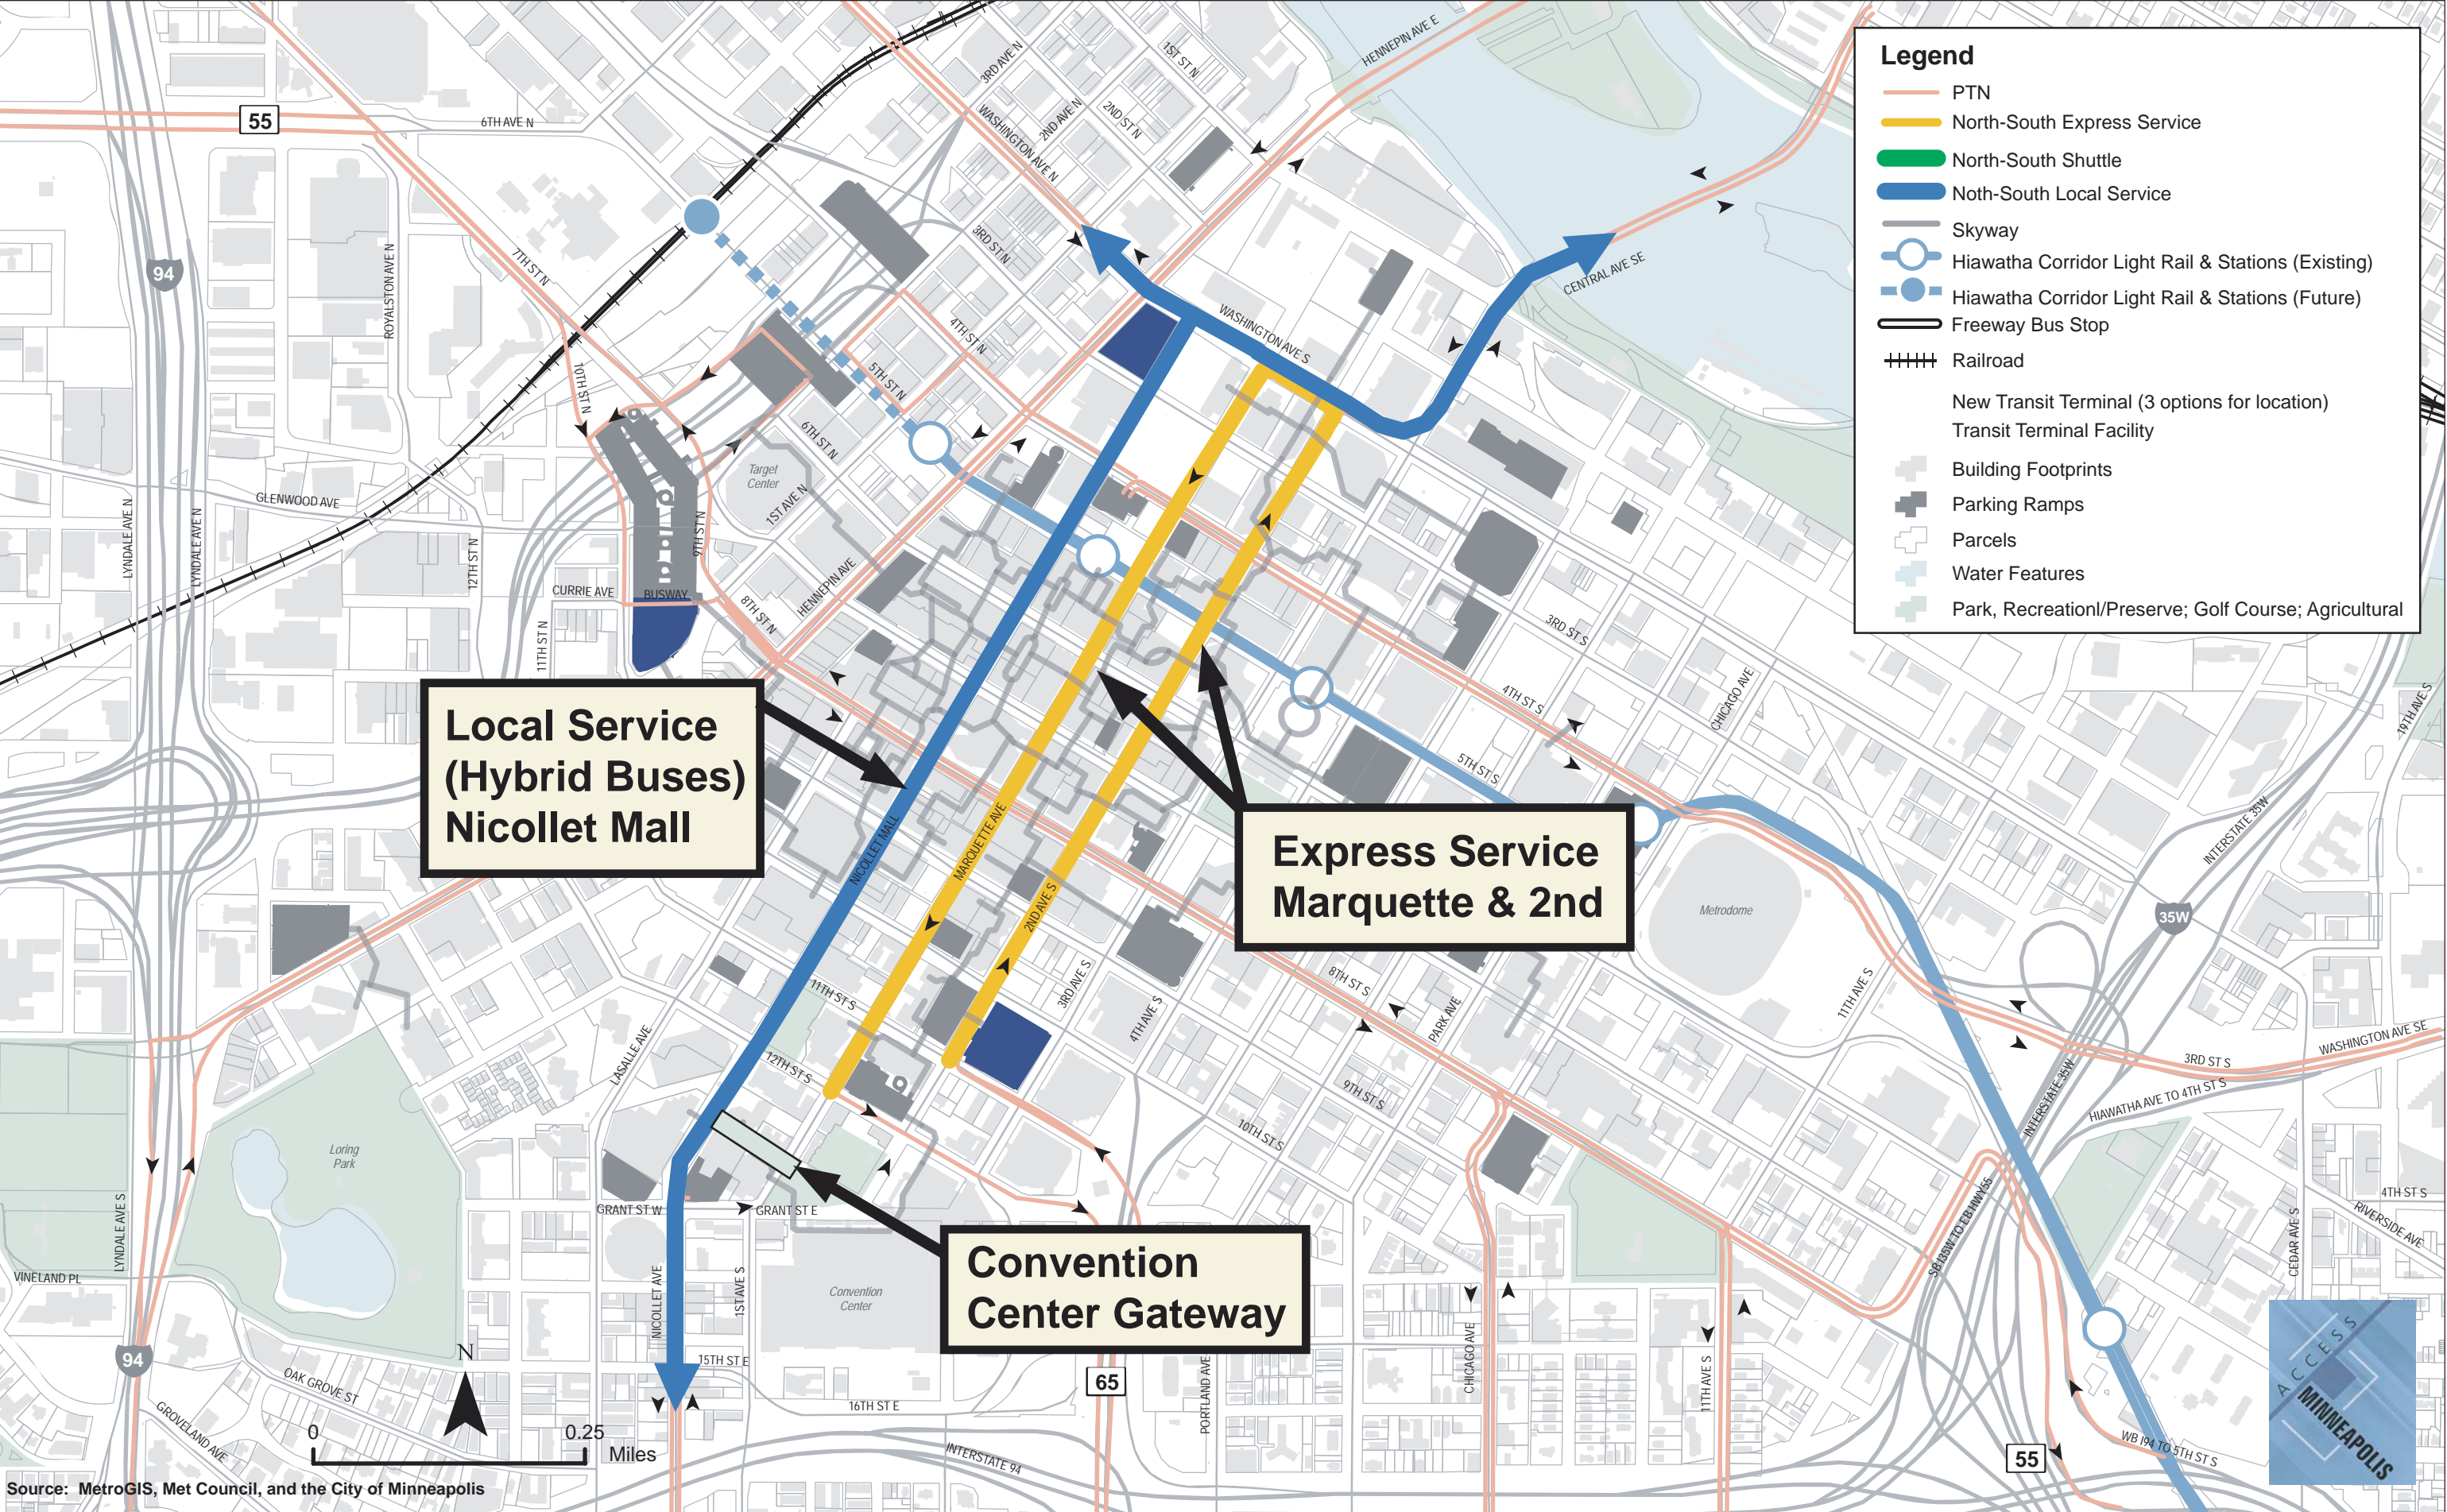 Legend
PTN
North-South Express Service
North-South Shuttle
Noth-South Local Service
Skyway
Hiawatha Corridor Light Rail & Stations (Existing)
Hiawatha Corridor Light Rail & Stations (Future)
Freeway Bus Stop
Railroad
New Transit Terminal (3 options for location)
Transit Terminal Facility
Building Footprints
Parking Ramps
Parcels
Water Features
Park, Recreationl/Preserve; Golf Course; Agricultural
Local Service
(Hybrid Buses)
Nicollet Mall
Express Service
Marquette & 2nd
Convention
Center Gateway
55
6TH AVE N
94
7TH ST N
ROYALSTON AVE N
10TH ST N
GLENWOOD AVE
LYNDALE AVE N
LYNDALE AVE N
12TH ST N
11TH ST N
CURRIE AVE
BUSWAY
9TH ST N
8TH ST N
HENNEPIN AVE
1ST AVE N
Target
Center
6TH ST N
5TH ST N
4TH ST N
3RD ST N
WASHINGTON AVE N
3RD AVE N
2ND AVE N
2ND ST N
1ST ST N
HENNEPIN AVE E
WASHINGTON AVE S
CENTRAL AVE SE
3RD ST S
4TH ST S
5TH ST S
CHICAGO AVE
19TH AVE S
INTERSTATE 35W
35W
Metrodome
NICOLLET MALL
MARQUETTE AVE
2ND AVE S
3RD AVE S
4TH AVE S
8TH ST S
PARK AVE
9TH ST S
10TH ST S
11TH ST S
12TH ST S
11TH AVE S
LASALLE AVE
WASHINGTON AVE SE
3RD ST S
HIAWATHA AVE TO 4TH ST S
INTERSTATE 35W
SB I35W TO EB HWY55
4TH ST S
RIVERSIDE AVE
CEDAR AVE S
Loring
Park
LYNDALE AVE S
VINELAND PL
94
OAK GROVE ST
GROVELAND AVE
GRANT ST W
GRANT ST E
NICOLLET AVE
1ST AVE S
Convention
Center
15TH ST E
16TH ST E
INTERSTATE 94
65
PORTLAND AVE
CHICAGO AVE
11TH AVE S
55
WB I94 TO 5TH ST S
N
0
0.25
Miles
ACCESS
MINNEAPOLIS
Source: MetroGIS, Met Council, and the City of Minneapolis